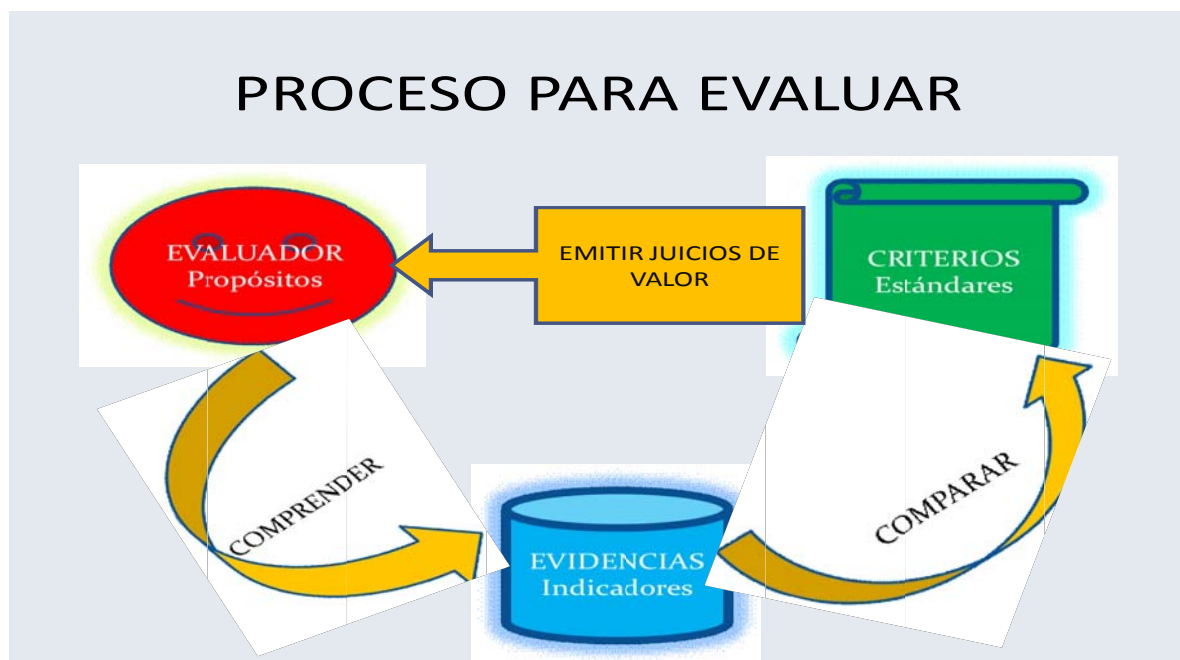 PROCESO PARA EVALUAR
EVALUADOR
Propósitos
EMITIR JUICIOS DE
VALOR
CRITERIOS
Estándares
COMPRENDER
COMPARAR
EVIDENCIAS
Indicadores